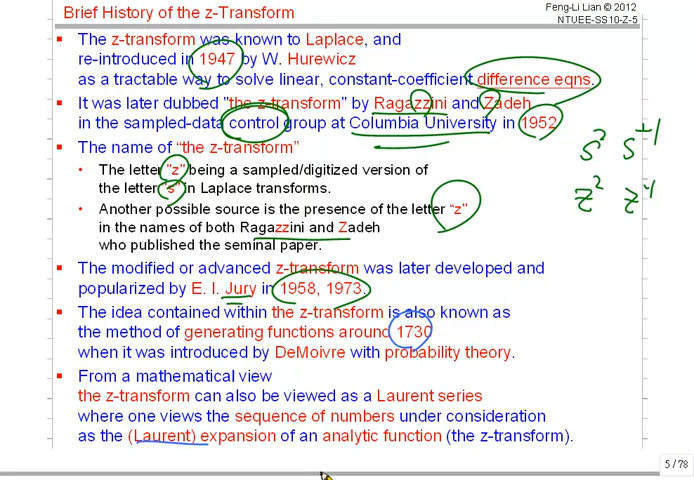 Brief History of the z-Transform
Feng-Li Lian © 2012
NTUEE-SS10-Z-5
▪ The z-transform was known to Laplace, and
re-introduced in 1947 by W. Hurewicz
as a tractable way to solve linear, constant-coefficient difference eqns.
▪ It was later dubbed "the z-transform" by Ragazzini and Zadeh
in the sampled-data control group at Columbia University in 1952
▪ The name of “the z-transform”
• The letter "z" being a sampled/digitized version of
the letter "s" in Laplace transforms.
• Another possible source is the presence of the letter “z”
in the names of both Ragazzini and Zadeh
who published the seminal paper.
s² s⁻¹
z² z⁻¹
▪ The modified or advanced z-transform was later developed and
popularized by E. I. Jury in 1958, 1973.
▪ The idea contained within the z-transform is also known as
the method of generating functions around 1730
when it was introduced by DeMoivre with probability theory.
▪ From a mathematical view
the z-transform can also be viewed as a Laurent series
where one views the sequence of numbers under consideration
as the (Laurent) expansion of an analytic function (the z-transform).
5 / 78